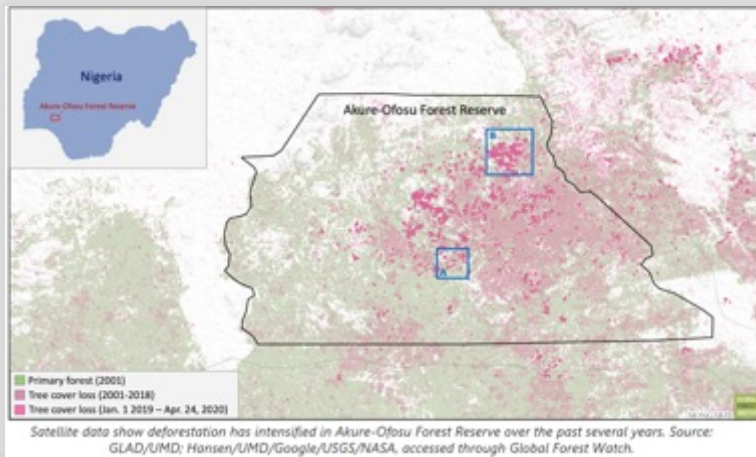 Nigeria
Akure-Ofosu Forest Reserve
Akure-Ofosu Forest Reserve
B
A
Primary forest (2001)
Tree cover loss (2001-2018)
Tree cover loss (Jan. 1 2019 – Apr. 24, 2020)
Satellite data show deforestation has intensified in Akure-Ofosu Forest Reserve over the past several years. Source:
GLAD/UMD; Hansen/UMD/Google/USGS/NASA, accessed through Global Forest Watch.